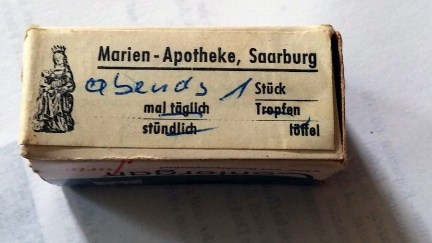 Marien - Apotheke, Saarburg
abends 1 Stück
mal täglich Tropfen
stündlich löffel